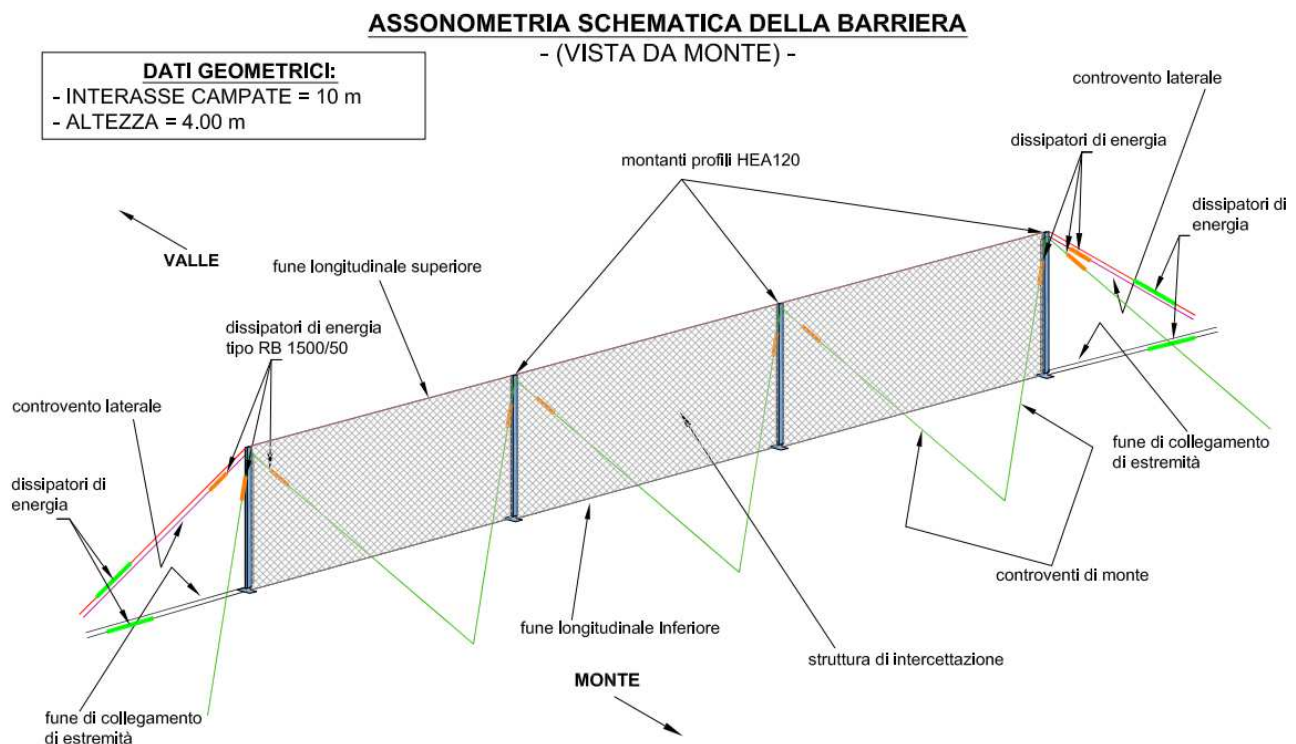 ASSONOMETRIA SCHEMATICA DELLA BARRIERA
- (VISTA DA MONTE) -
DATI GEOMETRICI:
- INTERASSE CAMPATE = 10 m
- ALTEZZA = 4.00 m
controvento laterale
dissipatori di energia
montanti profili HEA120
dissipatori di
energia
VALLE
fune longitudinale superiore
dissipatori di energia
tipo RB 1500/50
controvento laterale
fune di collegamento
di estremità
dissipatori di
energia
controventi di monte
fune longitudinale Inferiore
struttura di intercettazione
MONTE
fune di collegamento
di estremità